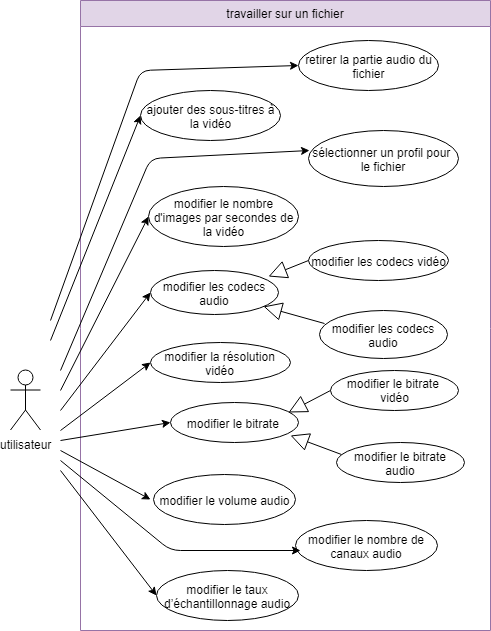 travailler sur un fichier
retirer la partie audio du
fichier
ajouter des sous-titres à
la vidéo
sélectionner un profil pour
le fichier
modifier le nombre
d'images par secondes de
la vidéo
modifier les codecs vidéo
modifier les codecs
audio
modifier les codecs
audio
modifier la résolution
vidéo
modifier le bitrate
vidéo
modifier le bitrate
utilisateur
modifier le bitrate
audio
modifier le volume audio
modifier le nombre de
canaux audio
modifier le taux
d'échantillonnage audio